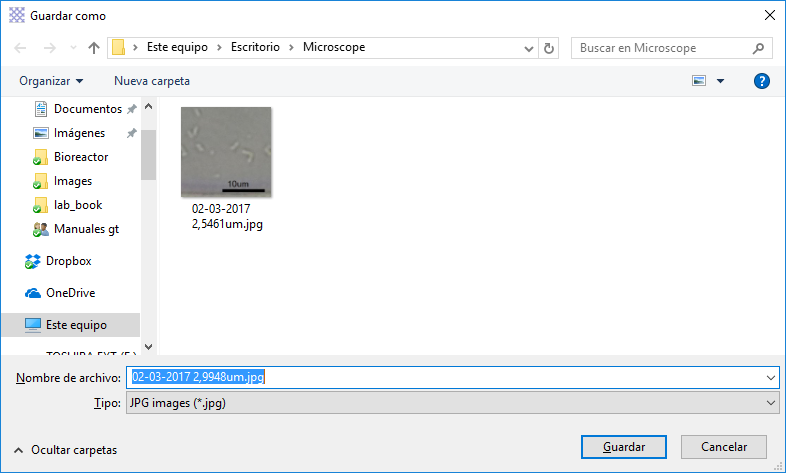 Guardar como
Este equipo > Escritorio > Microscope
Buscar en Microscope
Organizar
Nueva carpeta
?
Documentos
Imágenes
Bioreactor
Images
lab_book
Manuales gt
Dropbox
OneDrive
Este equipo
10um
02-03-2017
2,5461um.jpg
Nombre de archivo: 02-03-2017 2,9948um.jpg
Tipo: JPG images (*.jpg)
Ocultar carpetas
Guardar
Cancelar